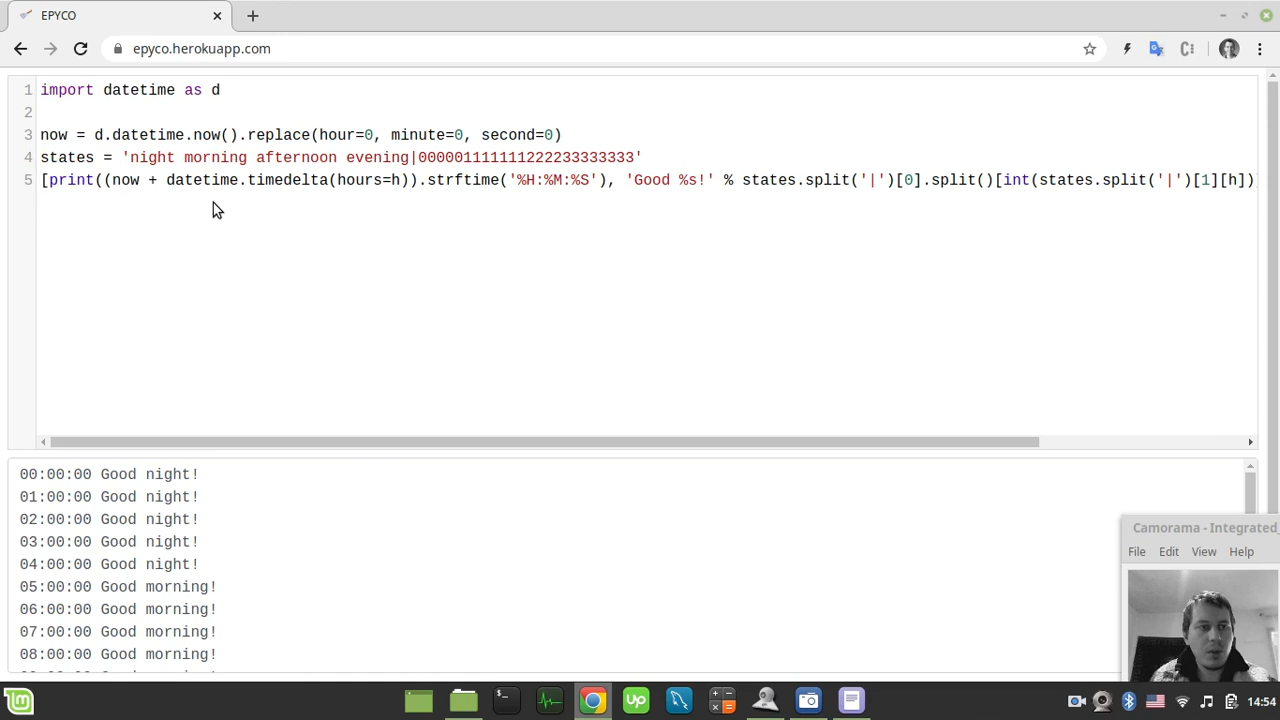 EPYCO
epyco.herokuapp.com
1 import datetime as d
2
3 now = d.datetime.now().replace(hour=0, minute=0, second=0)
4 states = 'night morning afternoon evening|000001111111222233333333'
5 [print((now + datetime.timedelta(hours=h)).strftime('%H:%M:%S'), 'Good %s!' % states.split('|')[0].split()[int(states.split('|')[1][h])
00:00:00 Good night!
01:00:00 Good night!
02:00:00 Good night!
03:00:00 Good night!
04:00:00 Good night!
05:00:00 Good morning!
06:00:00 Good morning!
07:00:00 Good morning!
08:00:00 Good morning!
Camorama - Integrated
File Edit View Help
up
14:54